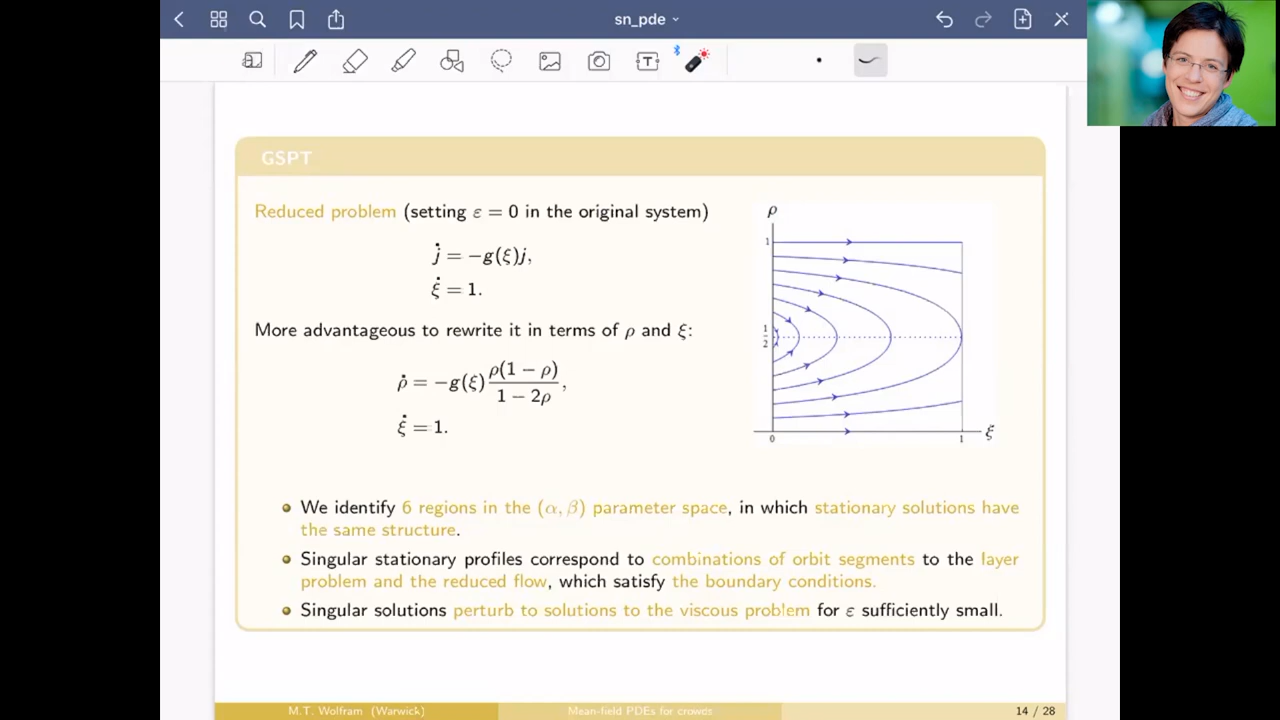 sn_pde
GSPT
Reduced problem (setting ε = 0 in the original system)
j̇ = −g(ξ)j,
ξ̇ = 1.
More advantageous to rewrite it in terms of ρ and ξ:
ρ̇ = −g(ξ) ρ(1 − ρ) / 1 − 2ρ,
ξ̇ = 1.
ρ
1
1/2
0
1
ξ
We identify 6 regions in the (α, β) parameter space, in which stationary solutions have
the same structure.
Singular stationary profiles correspond to combinations of orbit segments to the layer
problem and the reduced flow, which satisfy the boundary conditions.
Singular solutions perturb to solutions to the viscous problem for ε sufficiently small.
M.T. Wolfram (Warwick)
Mean-field PDEs for crowds
14 / 28